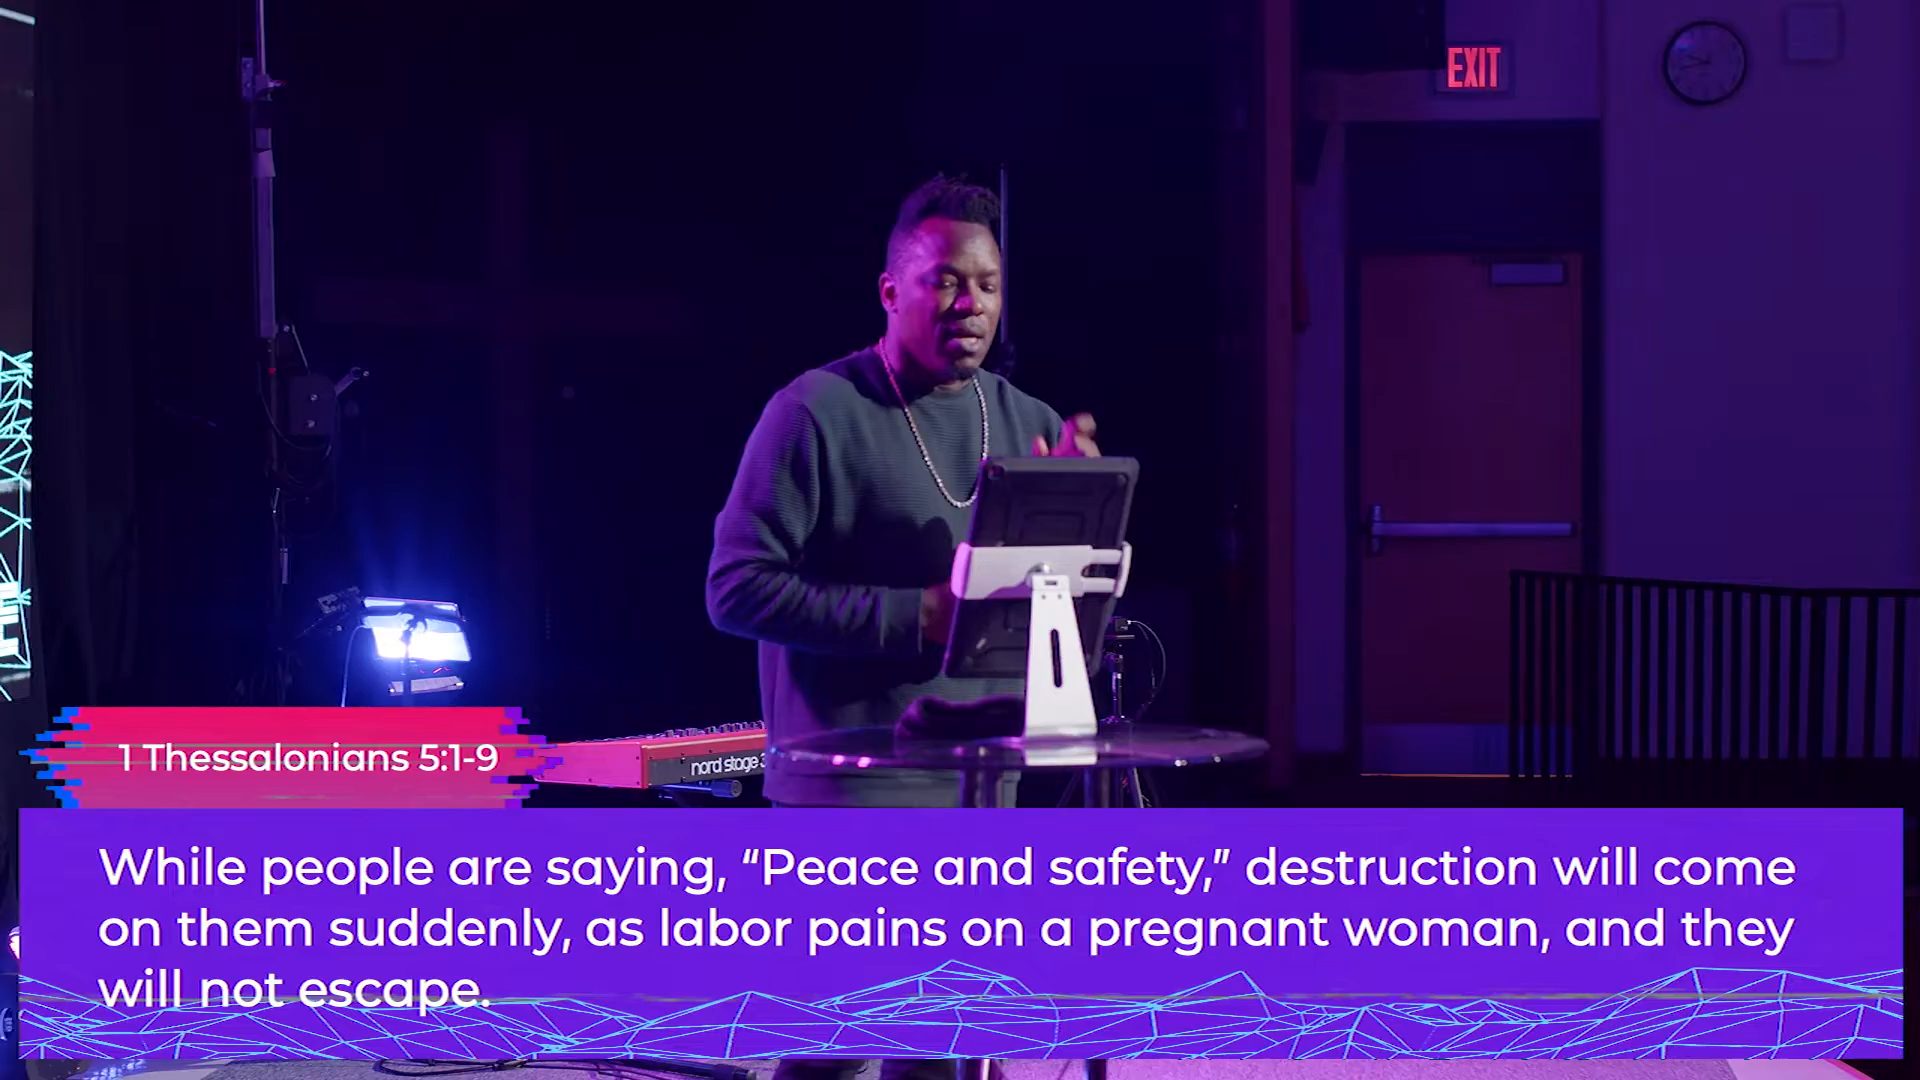 EXIT
1 Thessalonians 5:1-9
nord stage 3
While people are saying, “Peace and safety,” destruction will come
on them suddenly, as labor pains on a pregnant woman, and they
will not escape.